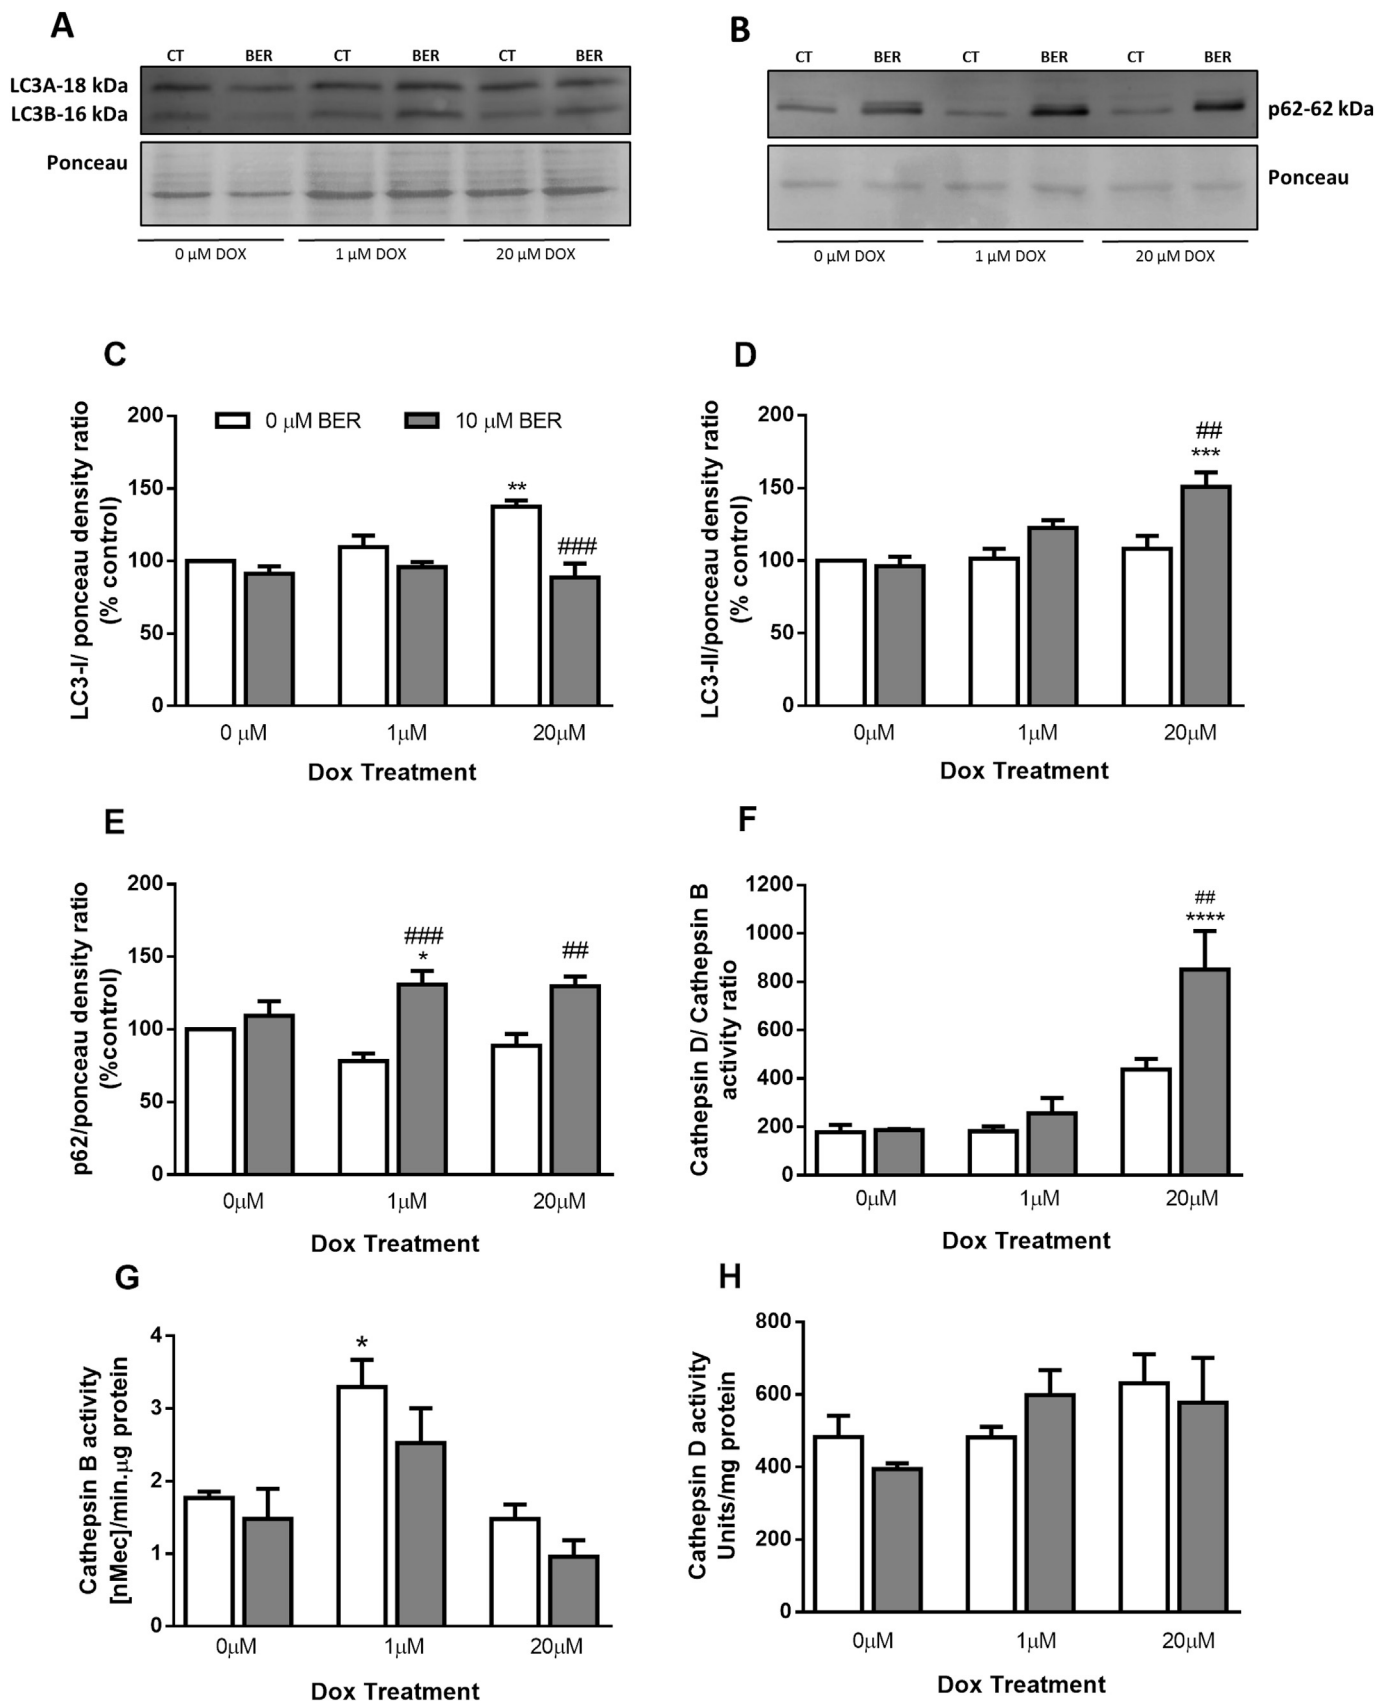 A
CT BER CT BER CT BER
LC3A-18 kDa
LC3B-16 kDa
Ponceau
0 µM DOX 1 µM DOX 20 µM DOX
B
CT BER CT BER CT BER
p62-62 kDa
Ponceau
0 µM DOX 1 µM DOX 20 µM DOX
C
LC3-I/ ponceau density ratio
(% control)
200
150
100
50
0
0 µM BER 10 µM BER
**
###
0 µM 1µM 20µM
Dox Treatment
D
LC3-II/ponceau density ratio
(% control)
200
150
100
50
0
##
***
0µM 1µM 20µM
Dox Treatment
E
p62/ponceau density ratio
(%control)
200
150
100
50
0
### ##
*
0µM 1µM 20µM
Dox Treatment
F
Cathepsin D/ Cathepsin B
activity ratio
1200
1000
800
600
400
200
0
##
****
0µM 1µM 20µM
Dox Treatment
G
Cathepsin B activity
[nMec]/min.µg protein
4
3
2
1
0
*
0µM 1µM 20µM
Dox Treatment
H
Cathepsin D activity
Units/mg protein
800
600
400
200
0
0µM 1µM 20µM
Dox Treatment